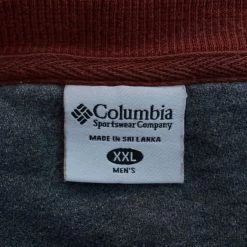 Columbia
Sportswear Company
MADE IN SRI LANKA
XXL
MEN'S